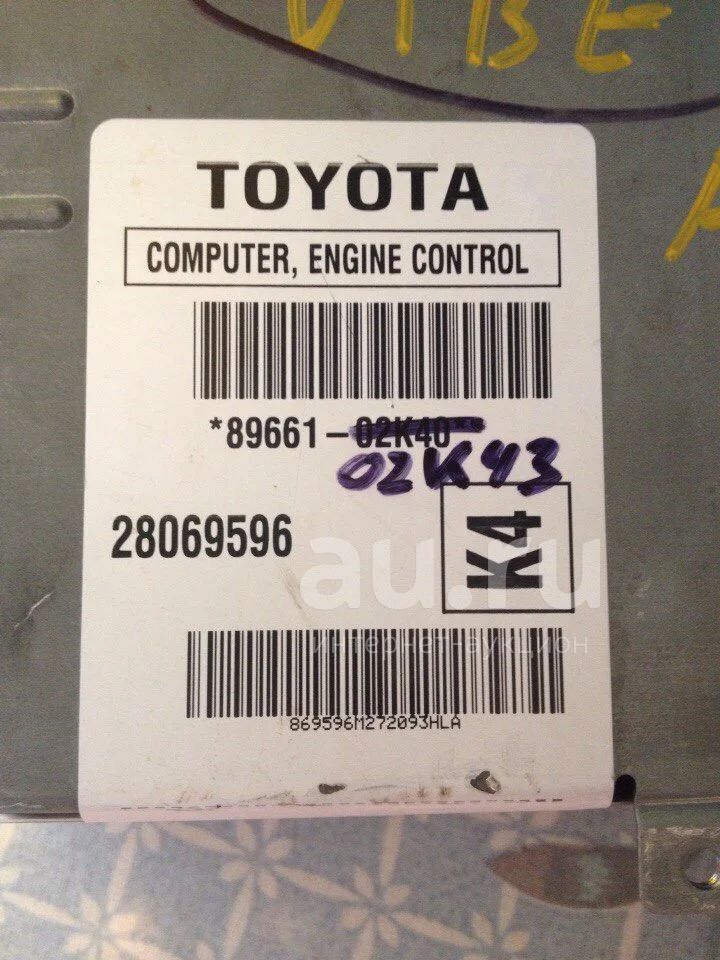 VIBE
TOYOTA
COMPUTER, ENGINE CONTROL
*89661-02K40*
02K43
28069596
K4
au.ru
интернет-аукцион
869596M272093HLA